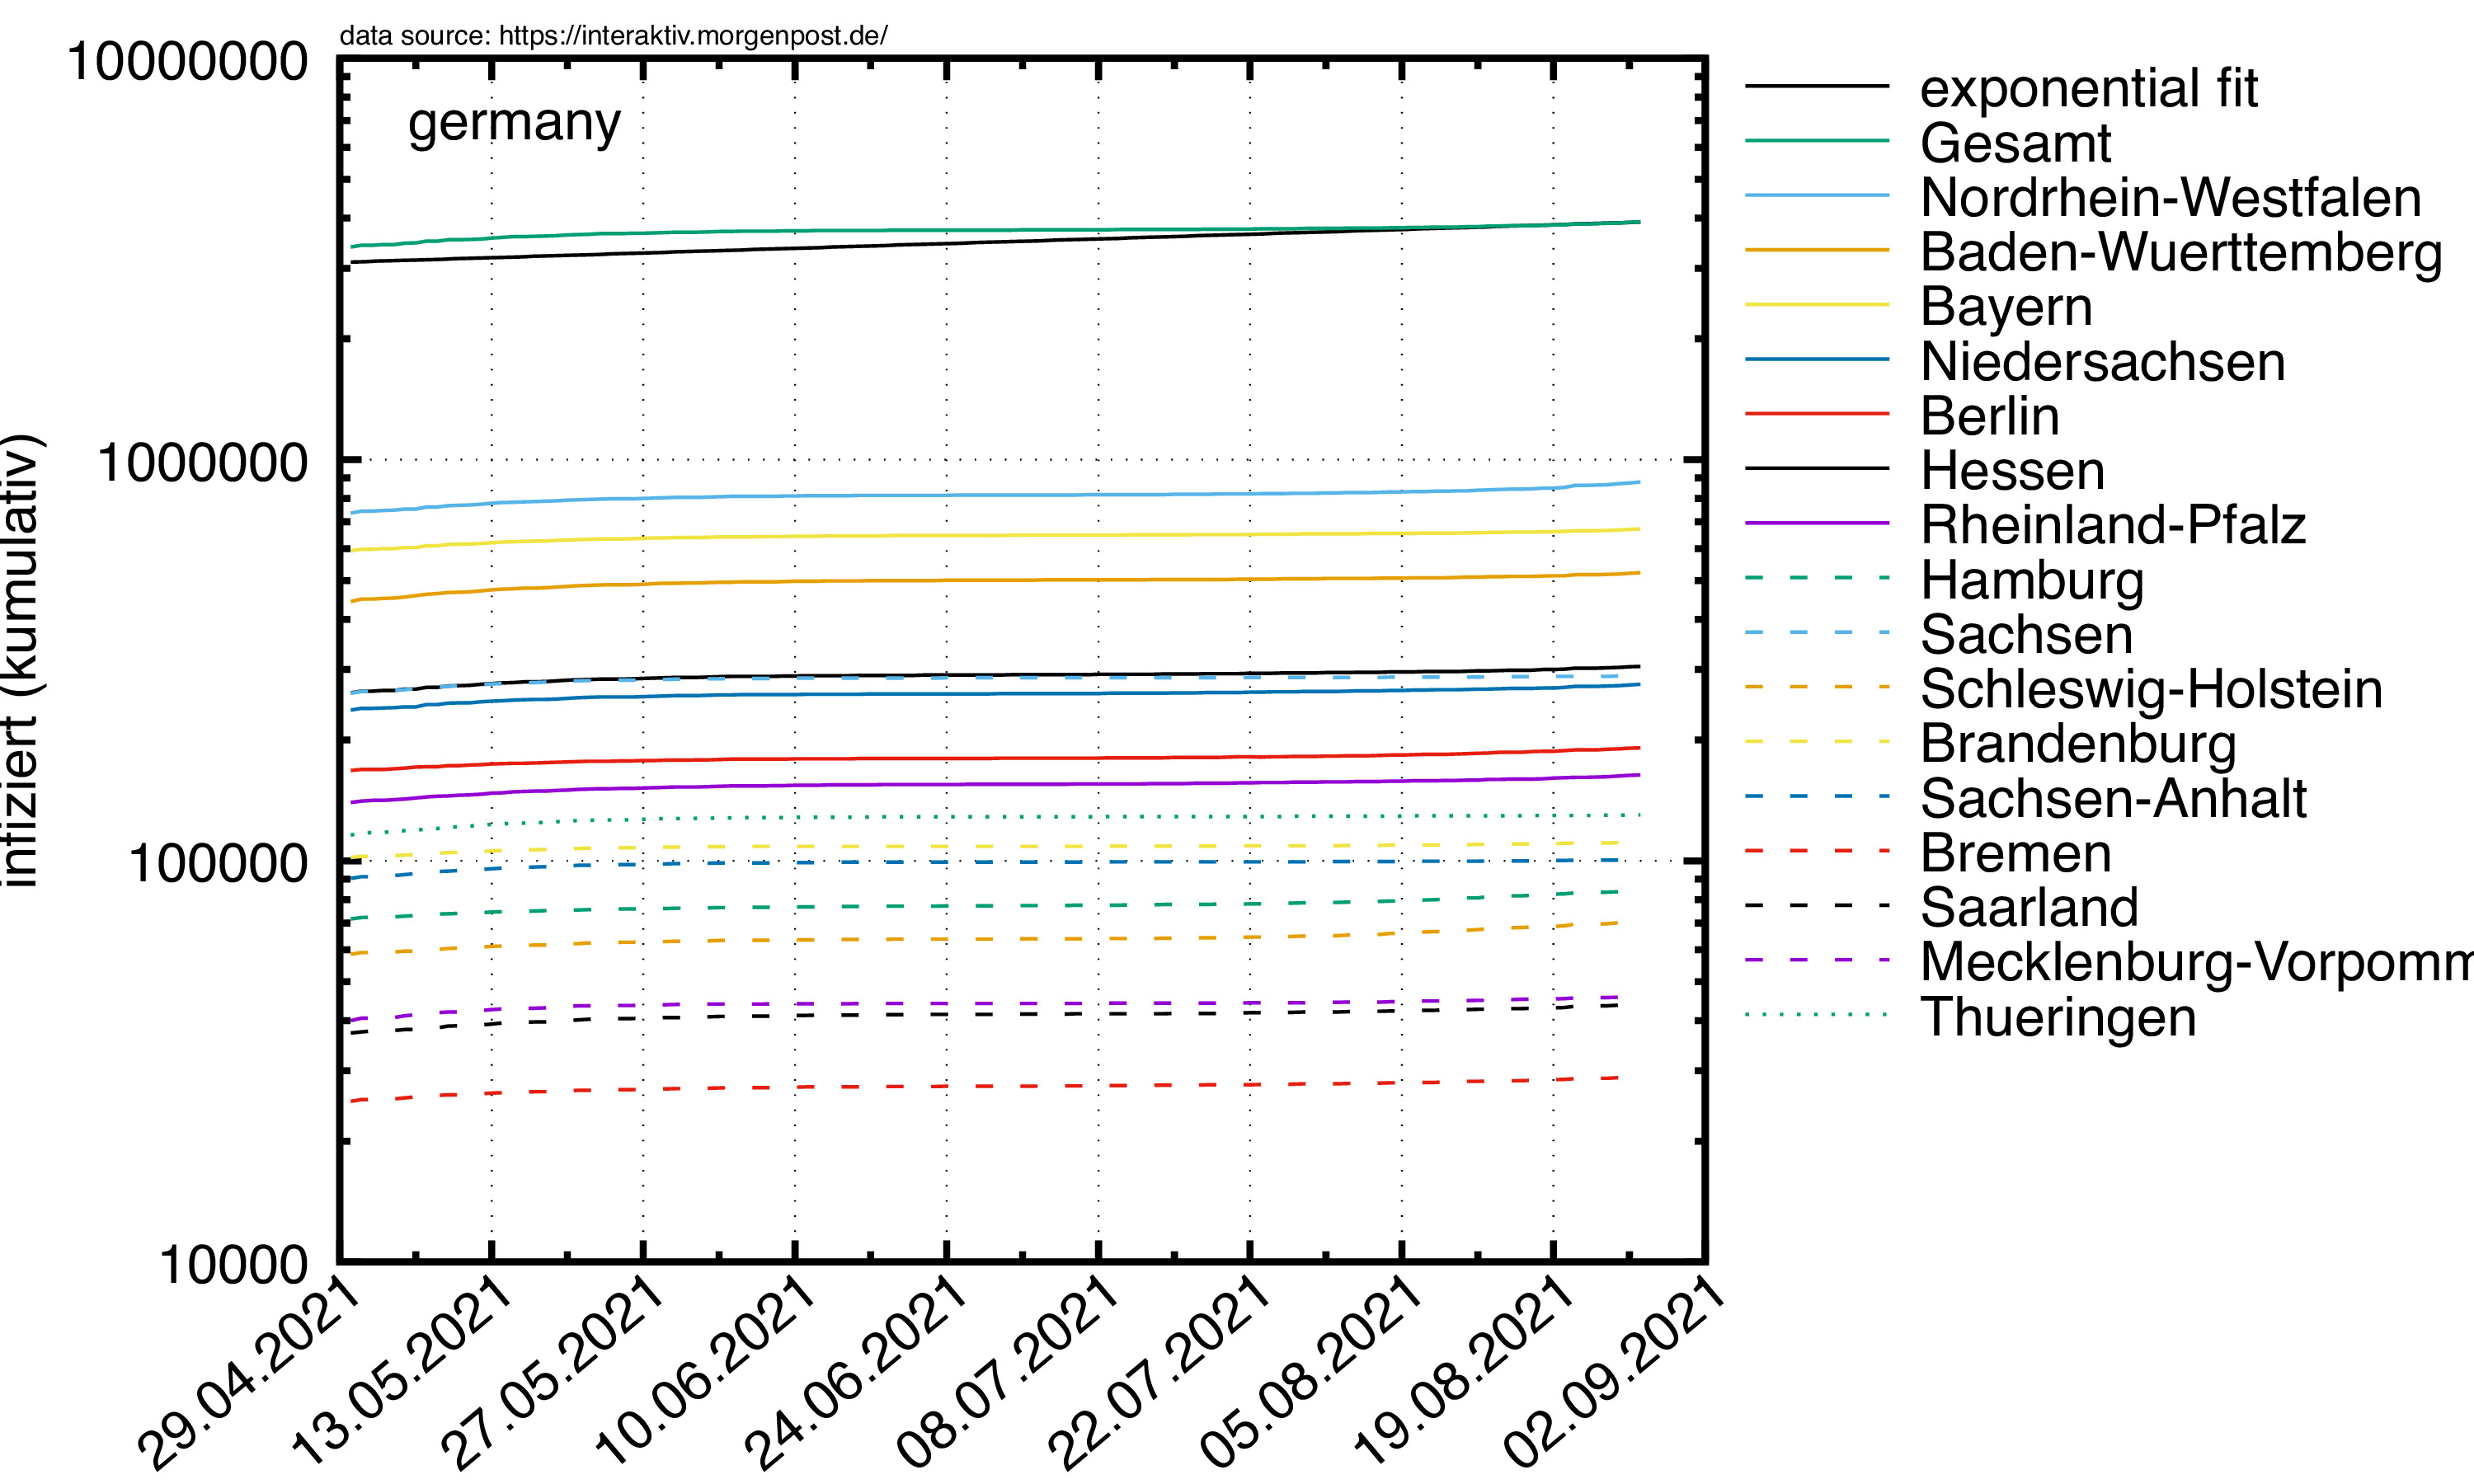 data source: https://interaktiv.morgenpost.de/
germany
infiziert (kumulativ)
10000000
1000000
100000
10000
29.04.2021
13.05.2021
27.05.2021
10.06.2021
24.06.2021
08.07.2021
22.07.2021
05.08.2021
19.08.2021
02.09.2021
exponential fit
Gesamt
Nordrhein-Westfalen
Baden-Wuerttemberg
Bayern
Niedersachsen
Berlin
Hessen
Rheinland-Pfalz
Hamburg
Sachsen
Schleswig-Holstein
Brandenburg
Sachsen-Anhalt
Bremen
Saarland
Mecklenburg-Vorpomm
Thueringen